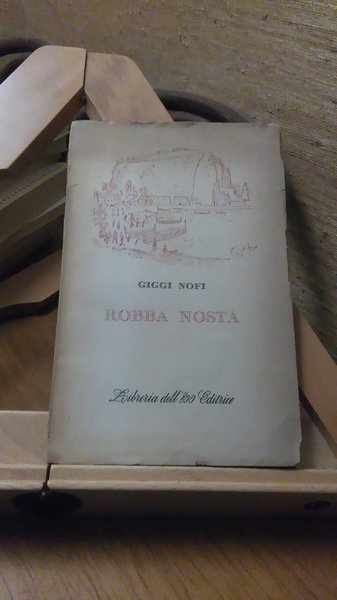 GIGGI NOFI
ROBBA NOSTA
Libreria dell'800 Editrice